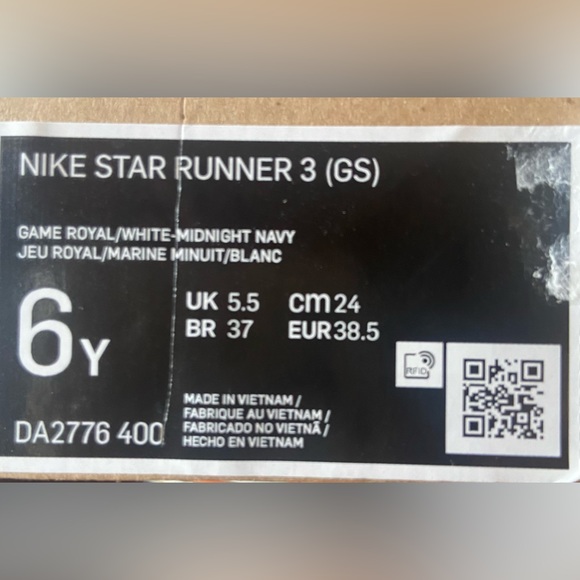 NIKE STAR RUNNER 3 (GS)
GAME ROYAL/WHITE-MIDNIGHT NAVY
JEU ROYAL/MARINE MINUIT/BLANC
6Y
UK 5.5 cm 24
BR 37 EUR 38.5
RFID
MADE IN VIETNAM /
FABRIQUE AU VIETNAM /
FABRICADO NO VIETNÃ /
HECHO EN VIETNAM
DA2776 400